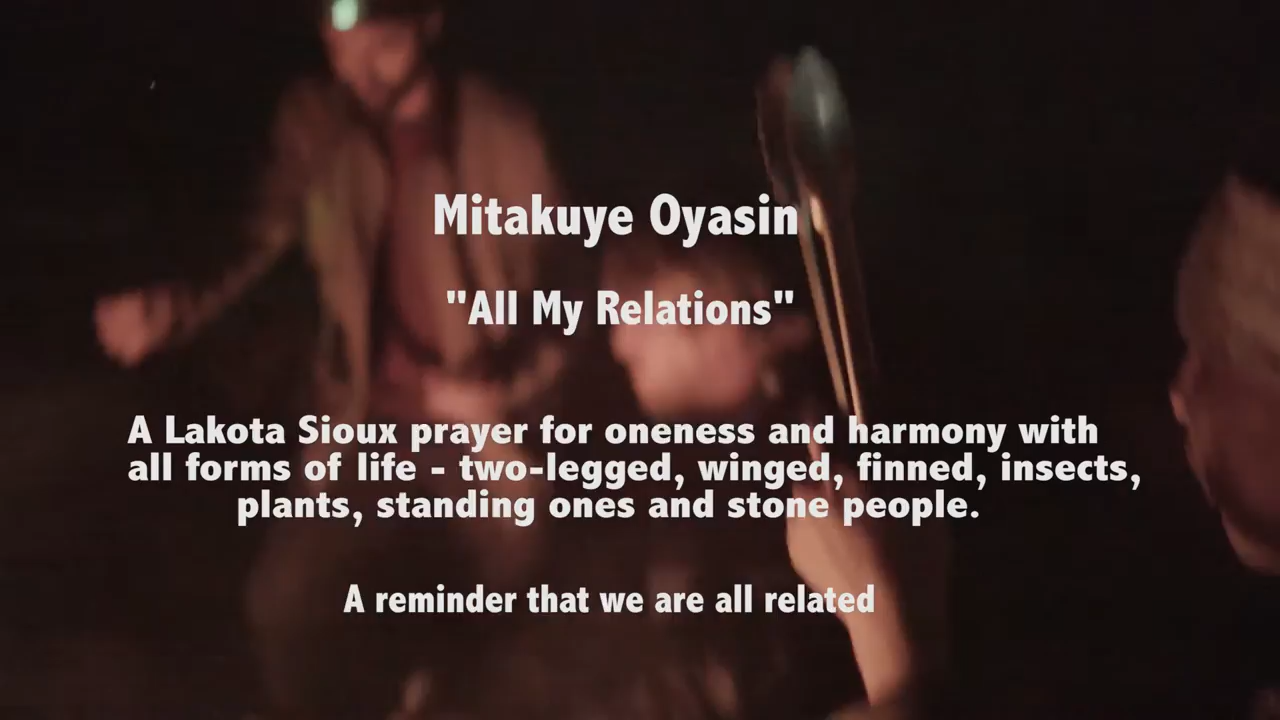 Mitakuye Oyasin
"All My Relations"
A Lakota Sioux prayer for oneness and harmony with
all forms of life - two-legged, winged, finned, insects,
plants, standing ones and stone people.
A reminder that we are all related